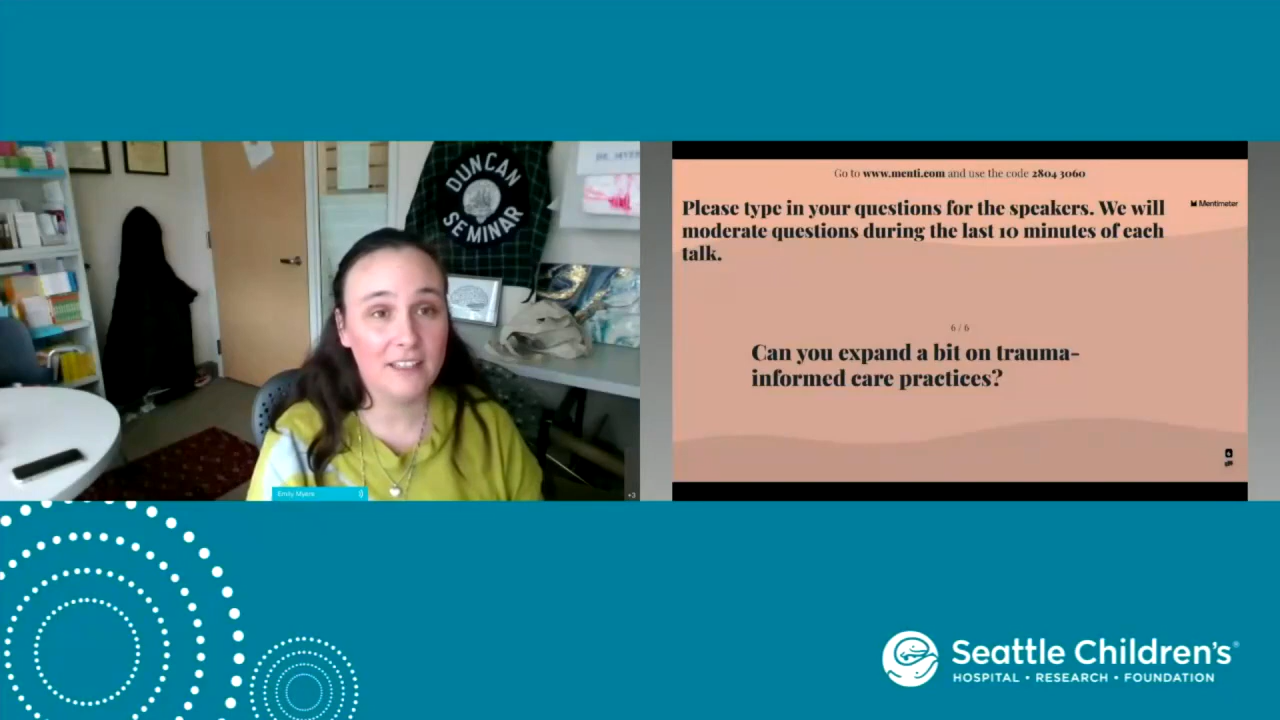 DUNCAN
SEMINAR
Emily Myers
+3
Go to www.menti.com and use the code 2804 3060
Please type in your questions for the speakers. We will
moderate questions during the last 10 minutes of each
talk.
Mentimeter
6 / 6
Can you expand a bit on trauma-
informed care practices?
Seattle Children's®
HOSPITAL • RESEARCH • FOUNDATION